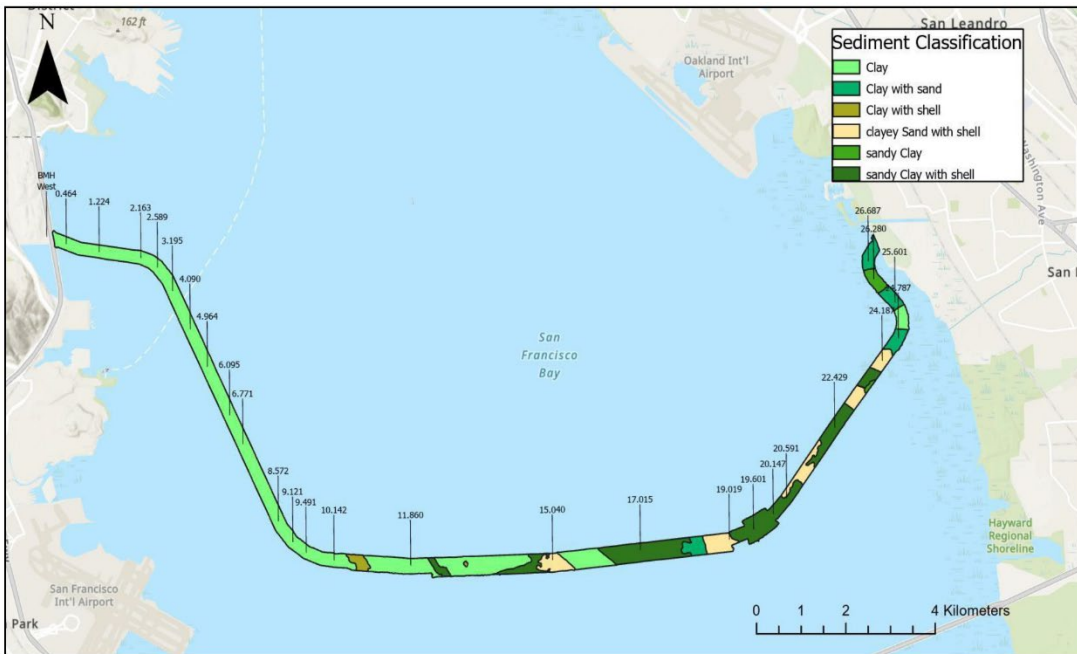 District
162 ft
N
San Leandro
Oakland Int'l
Airport
Washington Ave
Sediment Classification
Clay
Clay with sand
Clay with shell
clayey Sand with shell
sandy Clay
sandy Clay with shell
BMH
West
0.464
1.224
2.163
2.589
3.195
4.090
4.964
6.095
6.771
8.572
9.121
9.491
10.142
11.860
15.040
17.015
19.019
19.601
20.147
20.591
22.429
24.187
787
25.601
26.280
26.687
San
San
Francisco
Bay
Hayward
Regional
Shoreline
San Francisco
Int'l Airport
Park
0 2 4 Kilometers